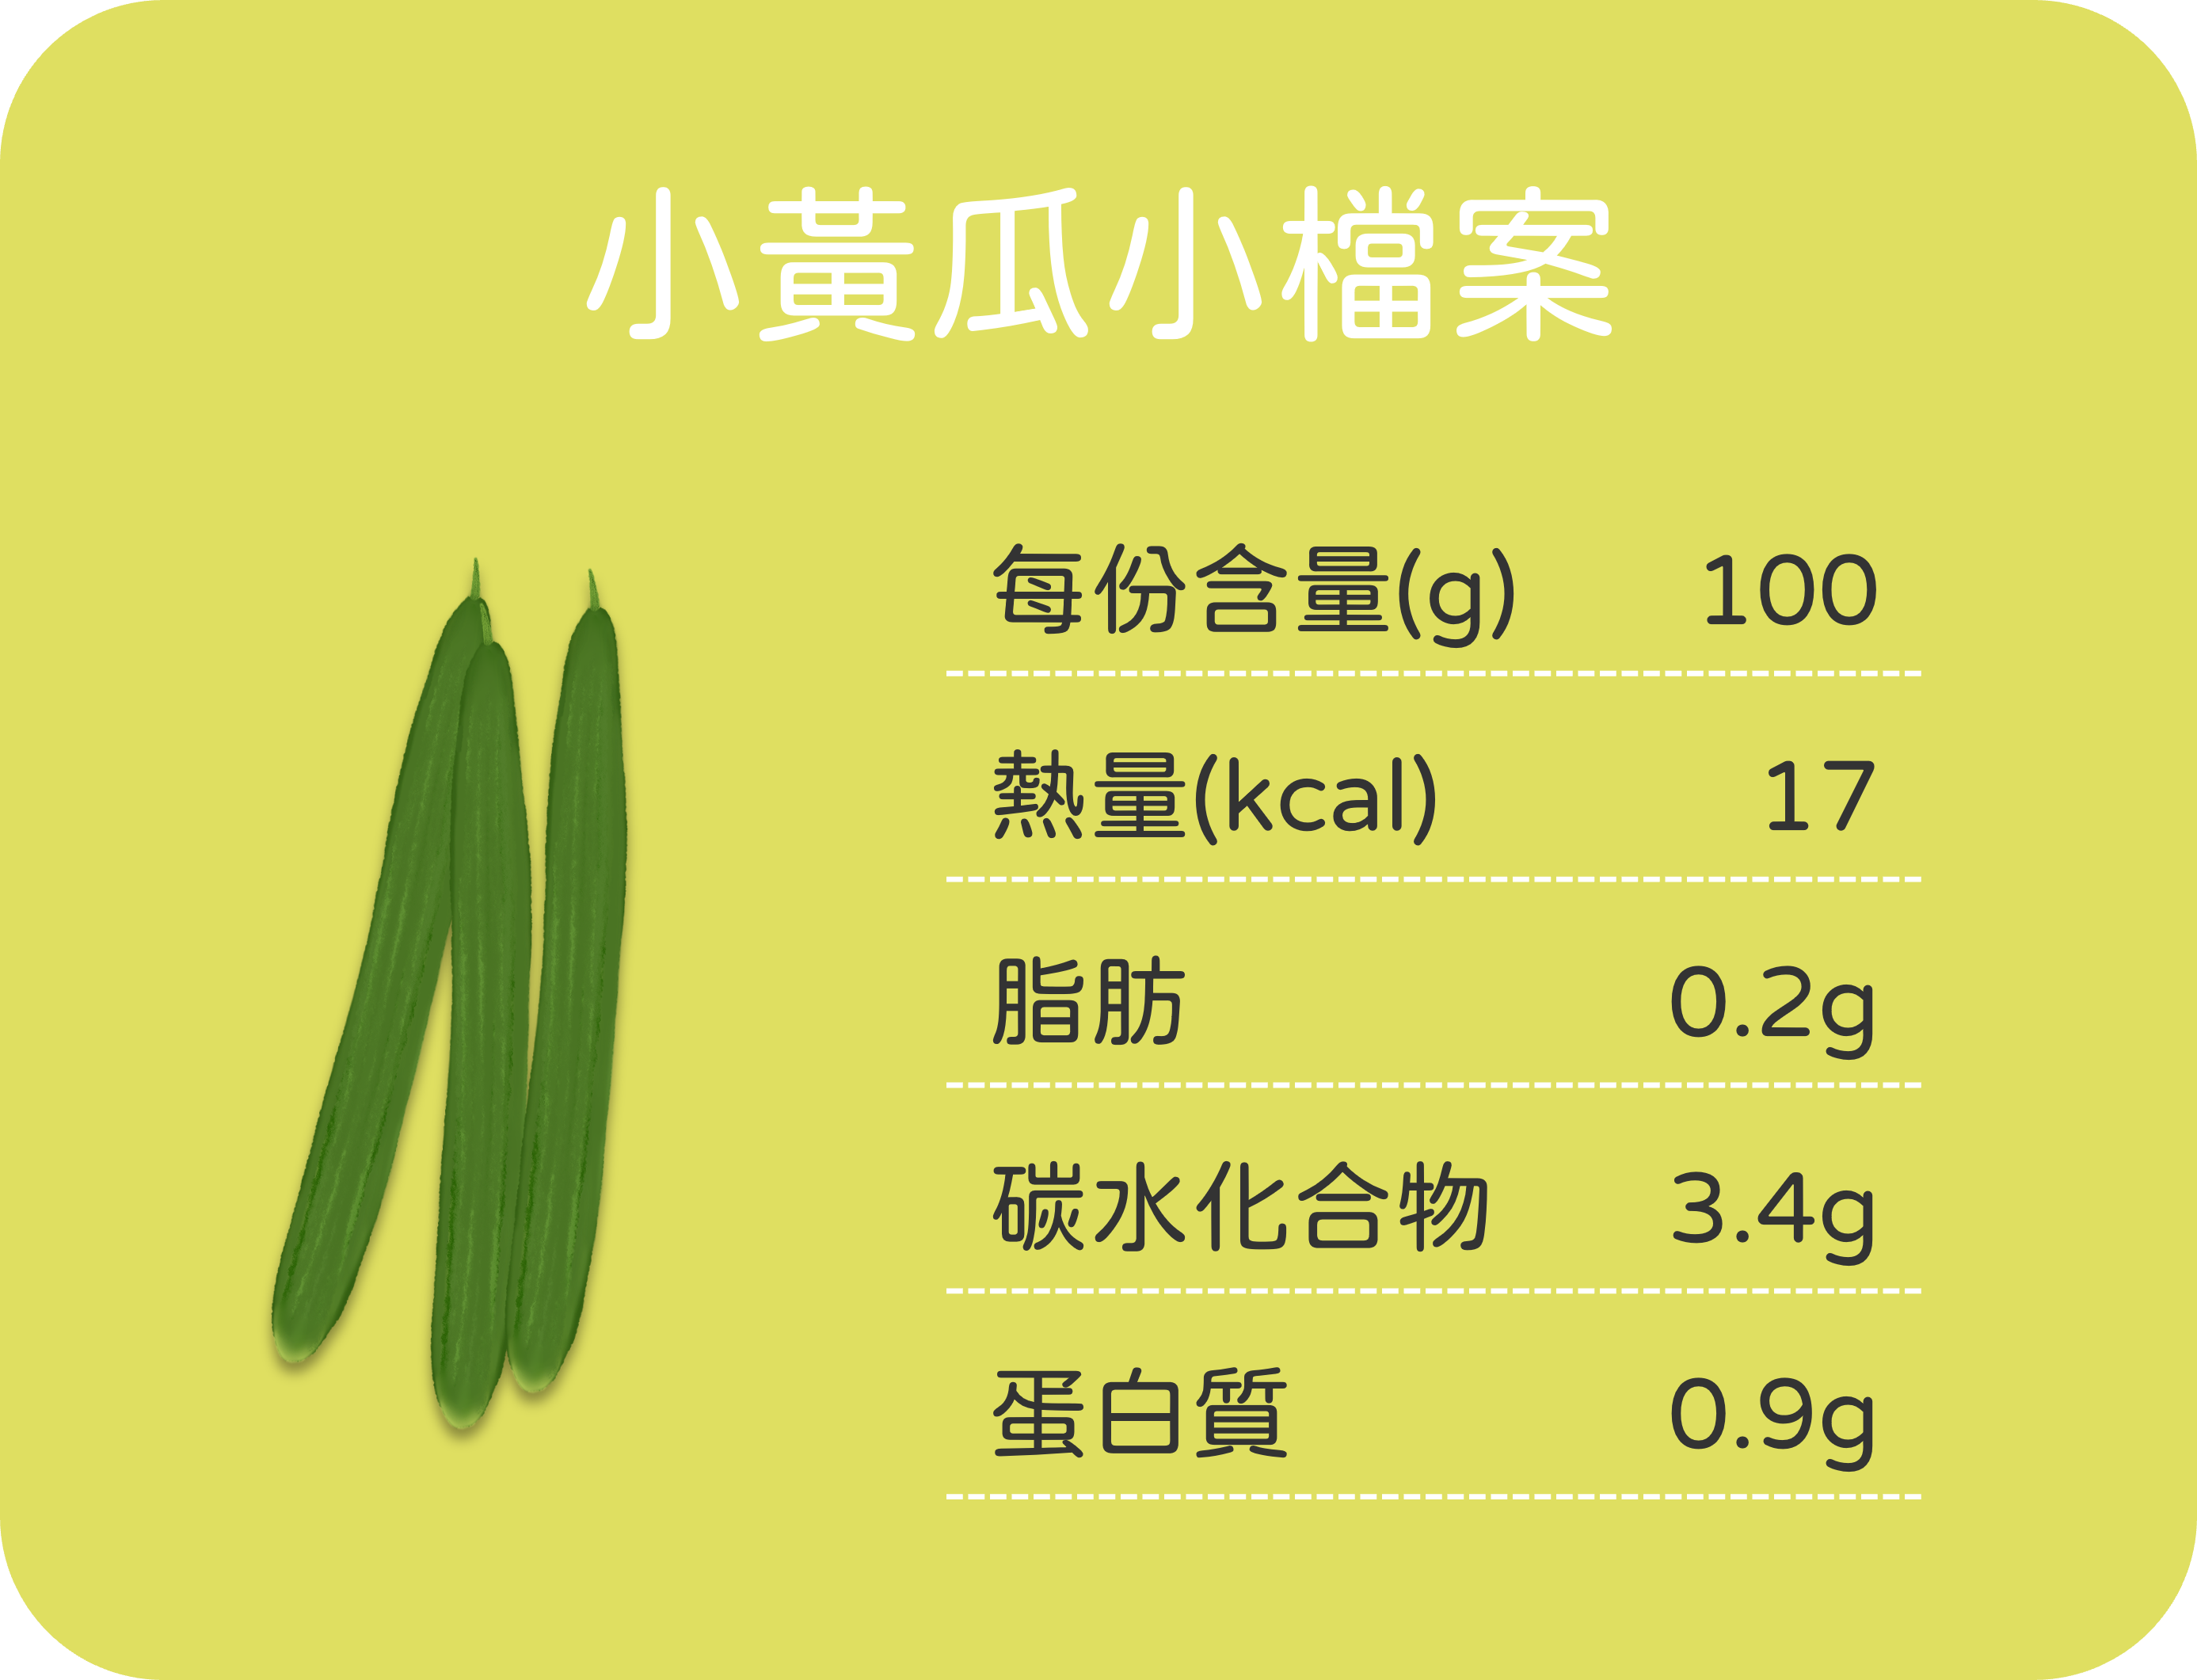 小黃瓜小檔案
每份含量(g) 100
熱量(kcal) 17
脂肪 0.2g
碳水化合物 3.4g
蛋白質 0.9g